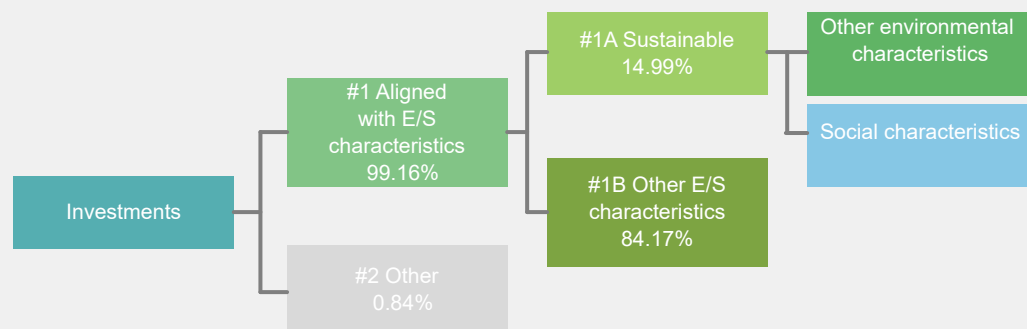 Investments
#1 Aligned
with E/S
characteristics
99.16%
#2 Other
0.84%
#1A Sustainable
14.99%
#1B Other E/S
characteristics
84.17%
Other environmental
characteristics
Social characteristics